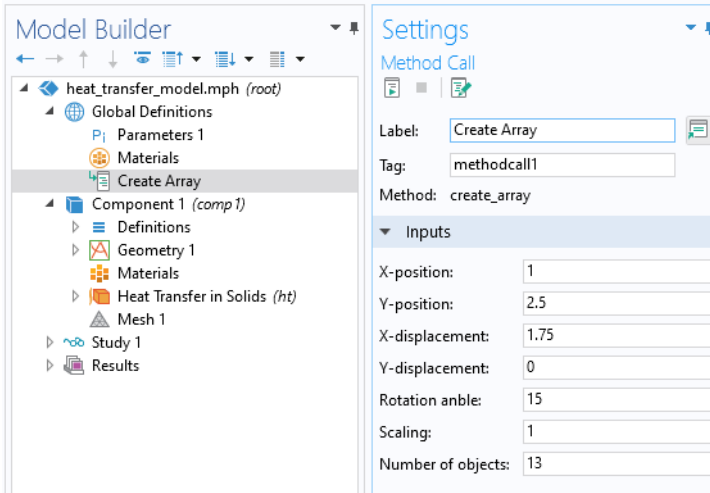 Model Builder
heat_transfer_model.mph (root)
Global Definitions
Pi Parameters 1
Materials
Create Array
Component 1 (comp1)
Definitions
Geometry 1
Materials
Heat Transfer in Solids (ht)
Mesh 1
Study 1
Results
Settings
Method Call
Label: Create Array
Tag: methodcall1
Method: create_array
Inputs
X-position: 1
Y-position: 2.5
X-displacement: 1.75
Y-displacement: 0
Rotation anble: 15
Scaling: 1
Number of objects: 13